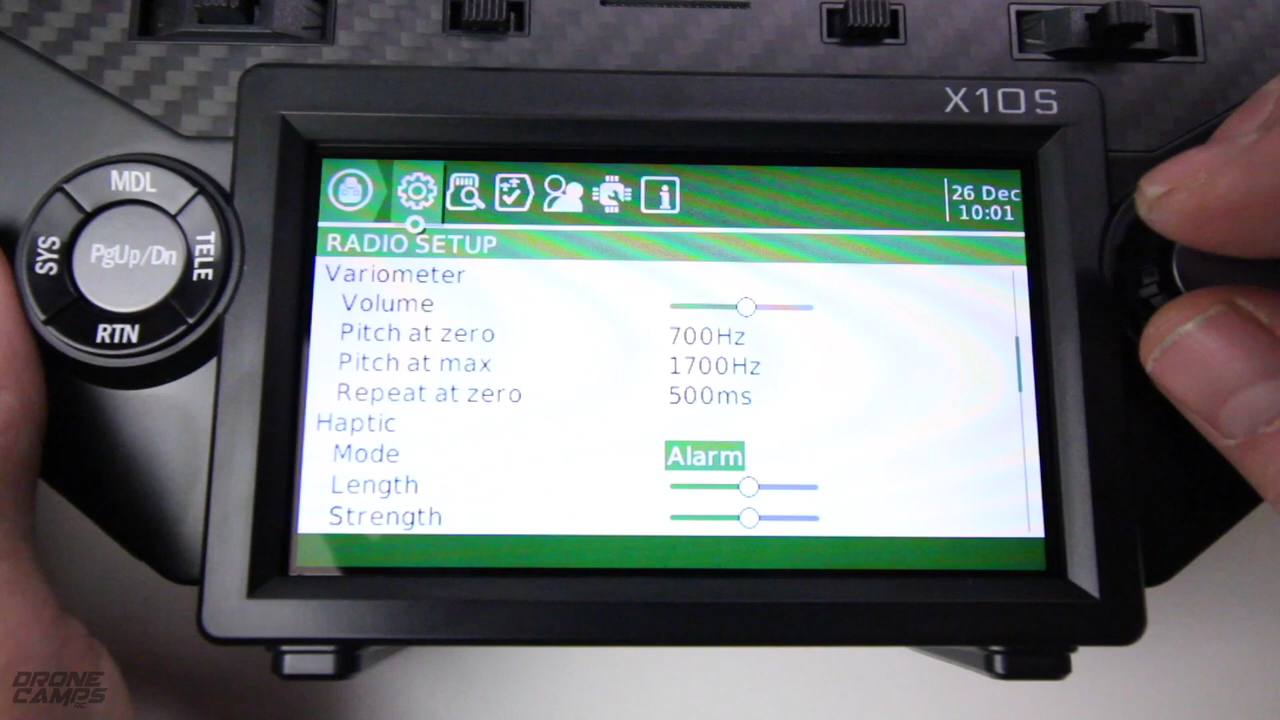 X10S
MDL
SYS
PgUp/Dn
TELE
RTN
26 Dec
10:01
RADIO SETUP
Variometer
Volume
Pitch at zero 700Hz
Pitch at max 1700Hz
Repeat at zero 500ms
Haptic
Mode Alarm
Length
Strength
DRONE
CAMPS
RC